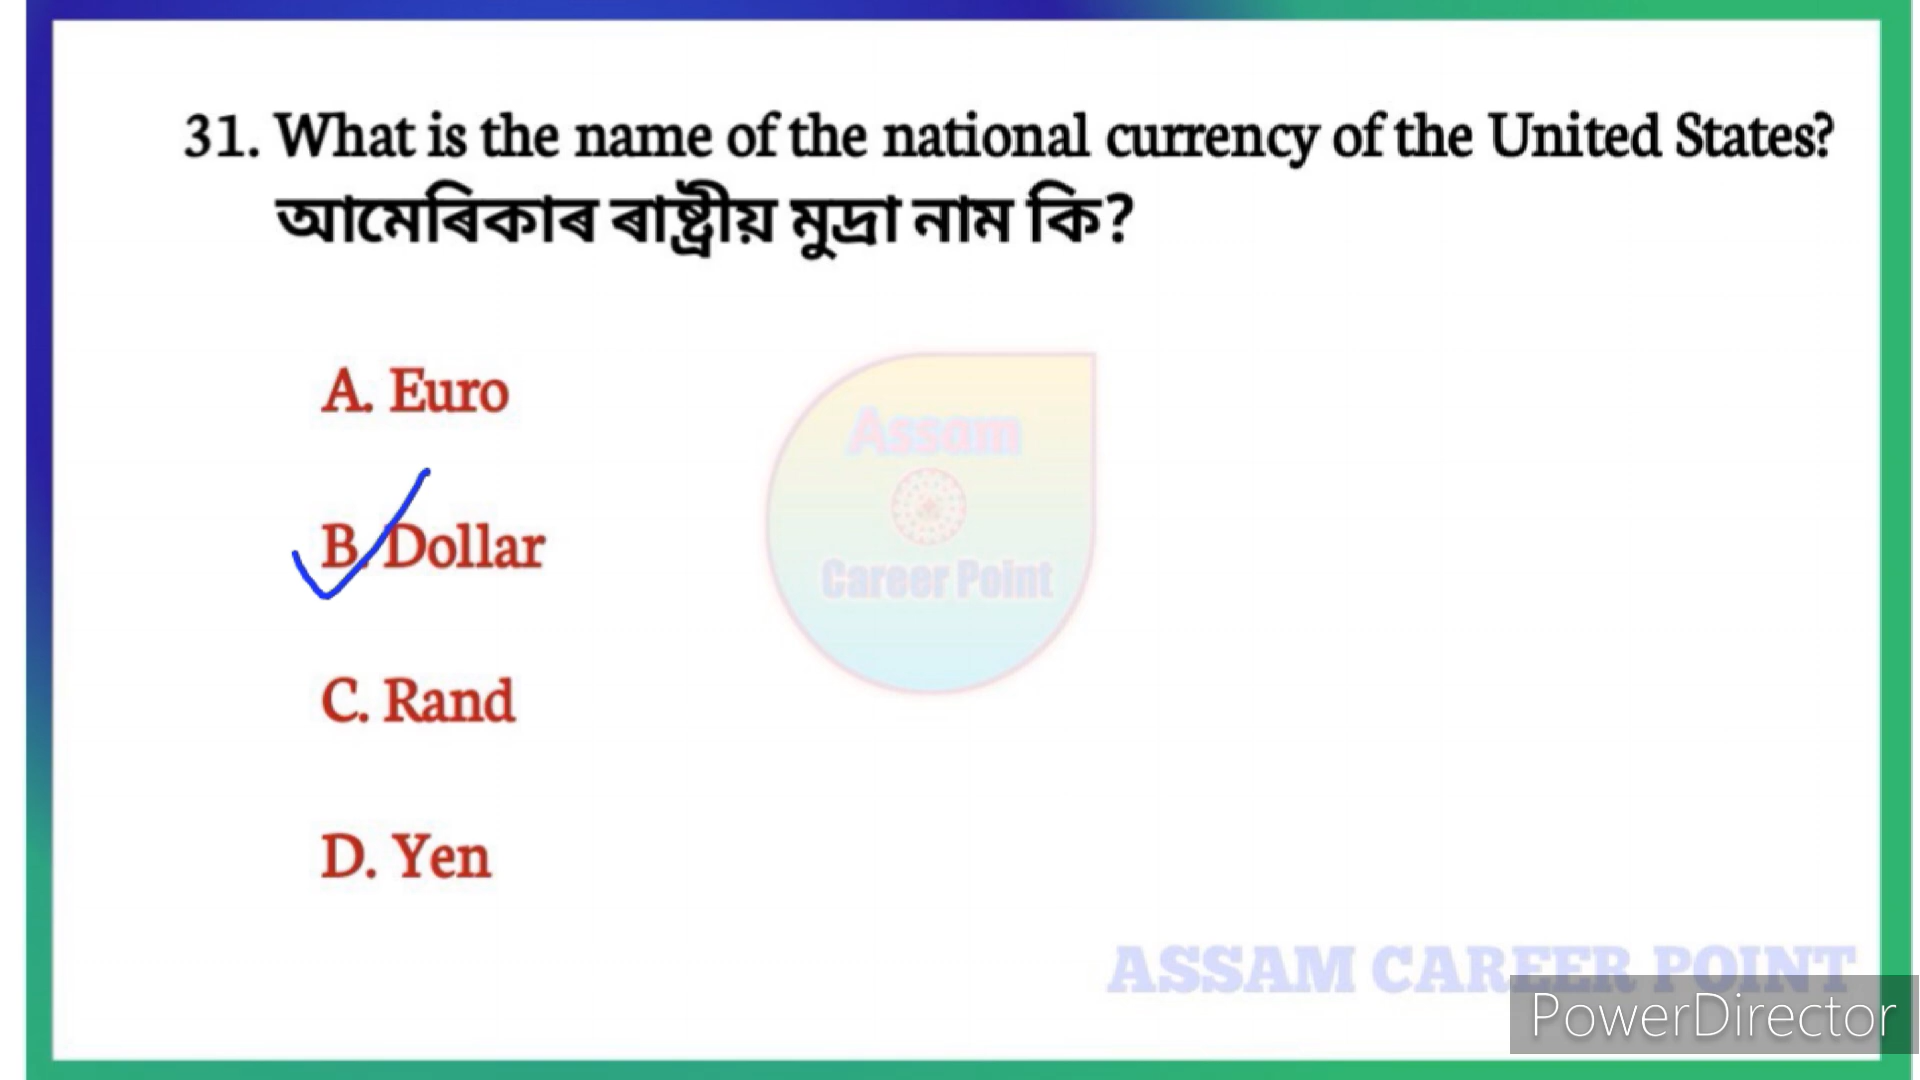 31. What is the name of the national currency of the United States?
আমেৰিকাৰ ৰাষ্ট্ৰীয় মুদ্ৰা নাম কি?
A. Euro
B. Dollar
C. Rand
D. Yen
Assam
Career Point
ASSAM CAREER POINT
PowerDirector